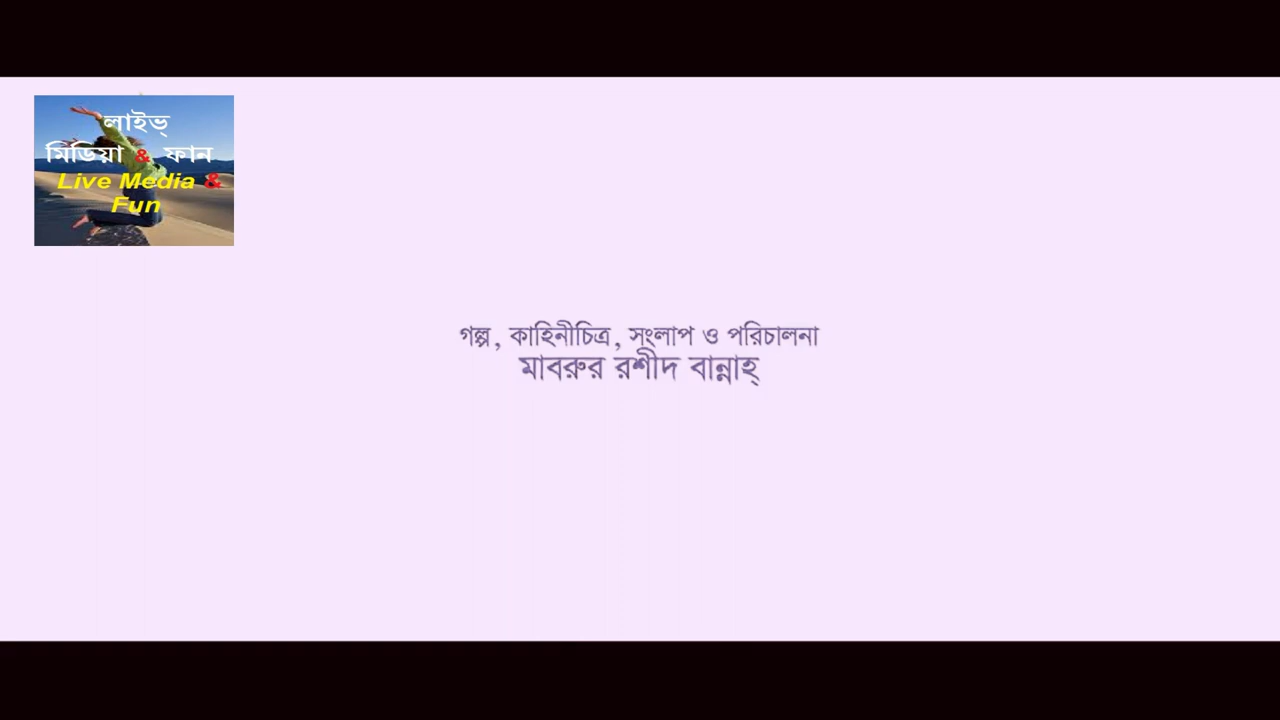 লাইভ্
মিডিয়া & ফান
Live Media &
Fun
গল্প, কাহিনীচিত্র, সংলাপ ও পরিচালনা
মাবরুর রশীদ বান্নাহ্